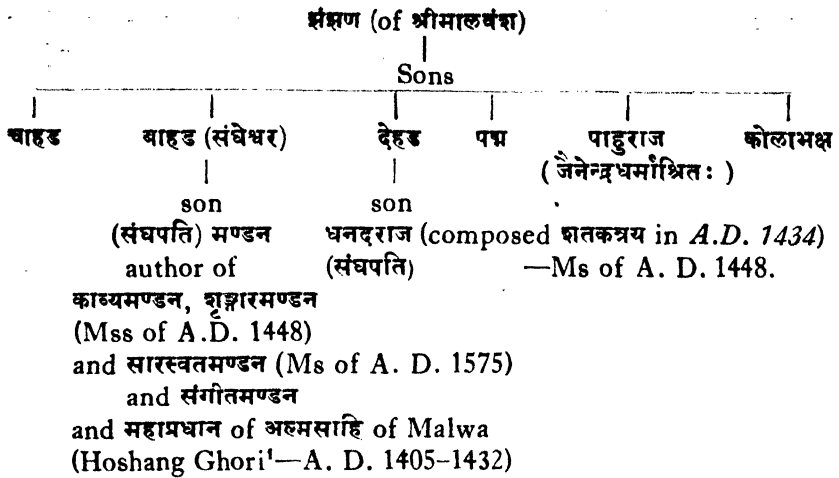 झंझण (of श्रीमालवंश)
Sons
चाहड बाहड (संघेश्वर) देहड पद्म पाहुराज कोलाभक्ष
(जैनेन्द्रधर्माश्रितः)
son son
(संघपति) मण्डन धनदराज (composed शतकत्रय in A.D. 1434)
author of (संघपति) —Ms of A. D. 1448.
काव्यमण्डन, शृङ्गारमण्डन
(Mss of A.D. 1448)
and सारस्वतमण्डन (Ms of A. D. 1575)
and संगीतमण्डन
and महाप्रधान of अल्मसाहि of Malwa
(Hoshang Ghori¹—A. D. 1405–1432)